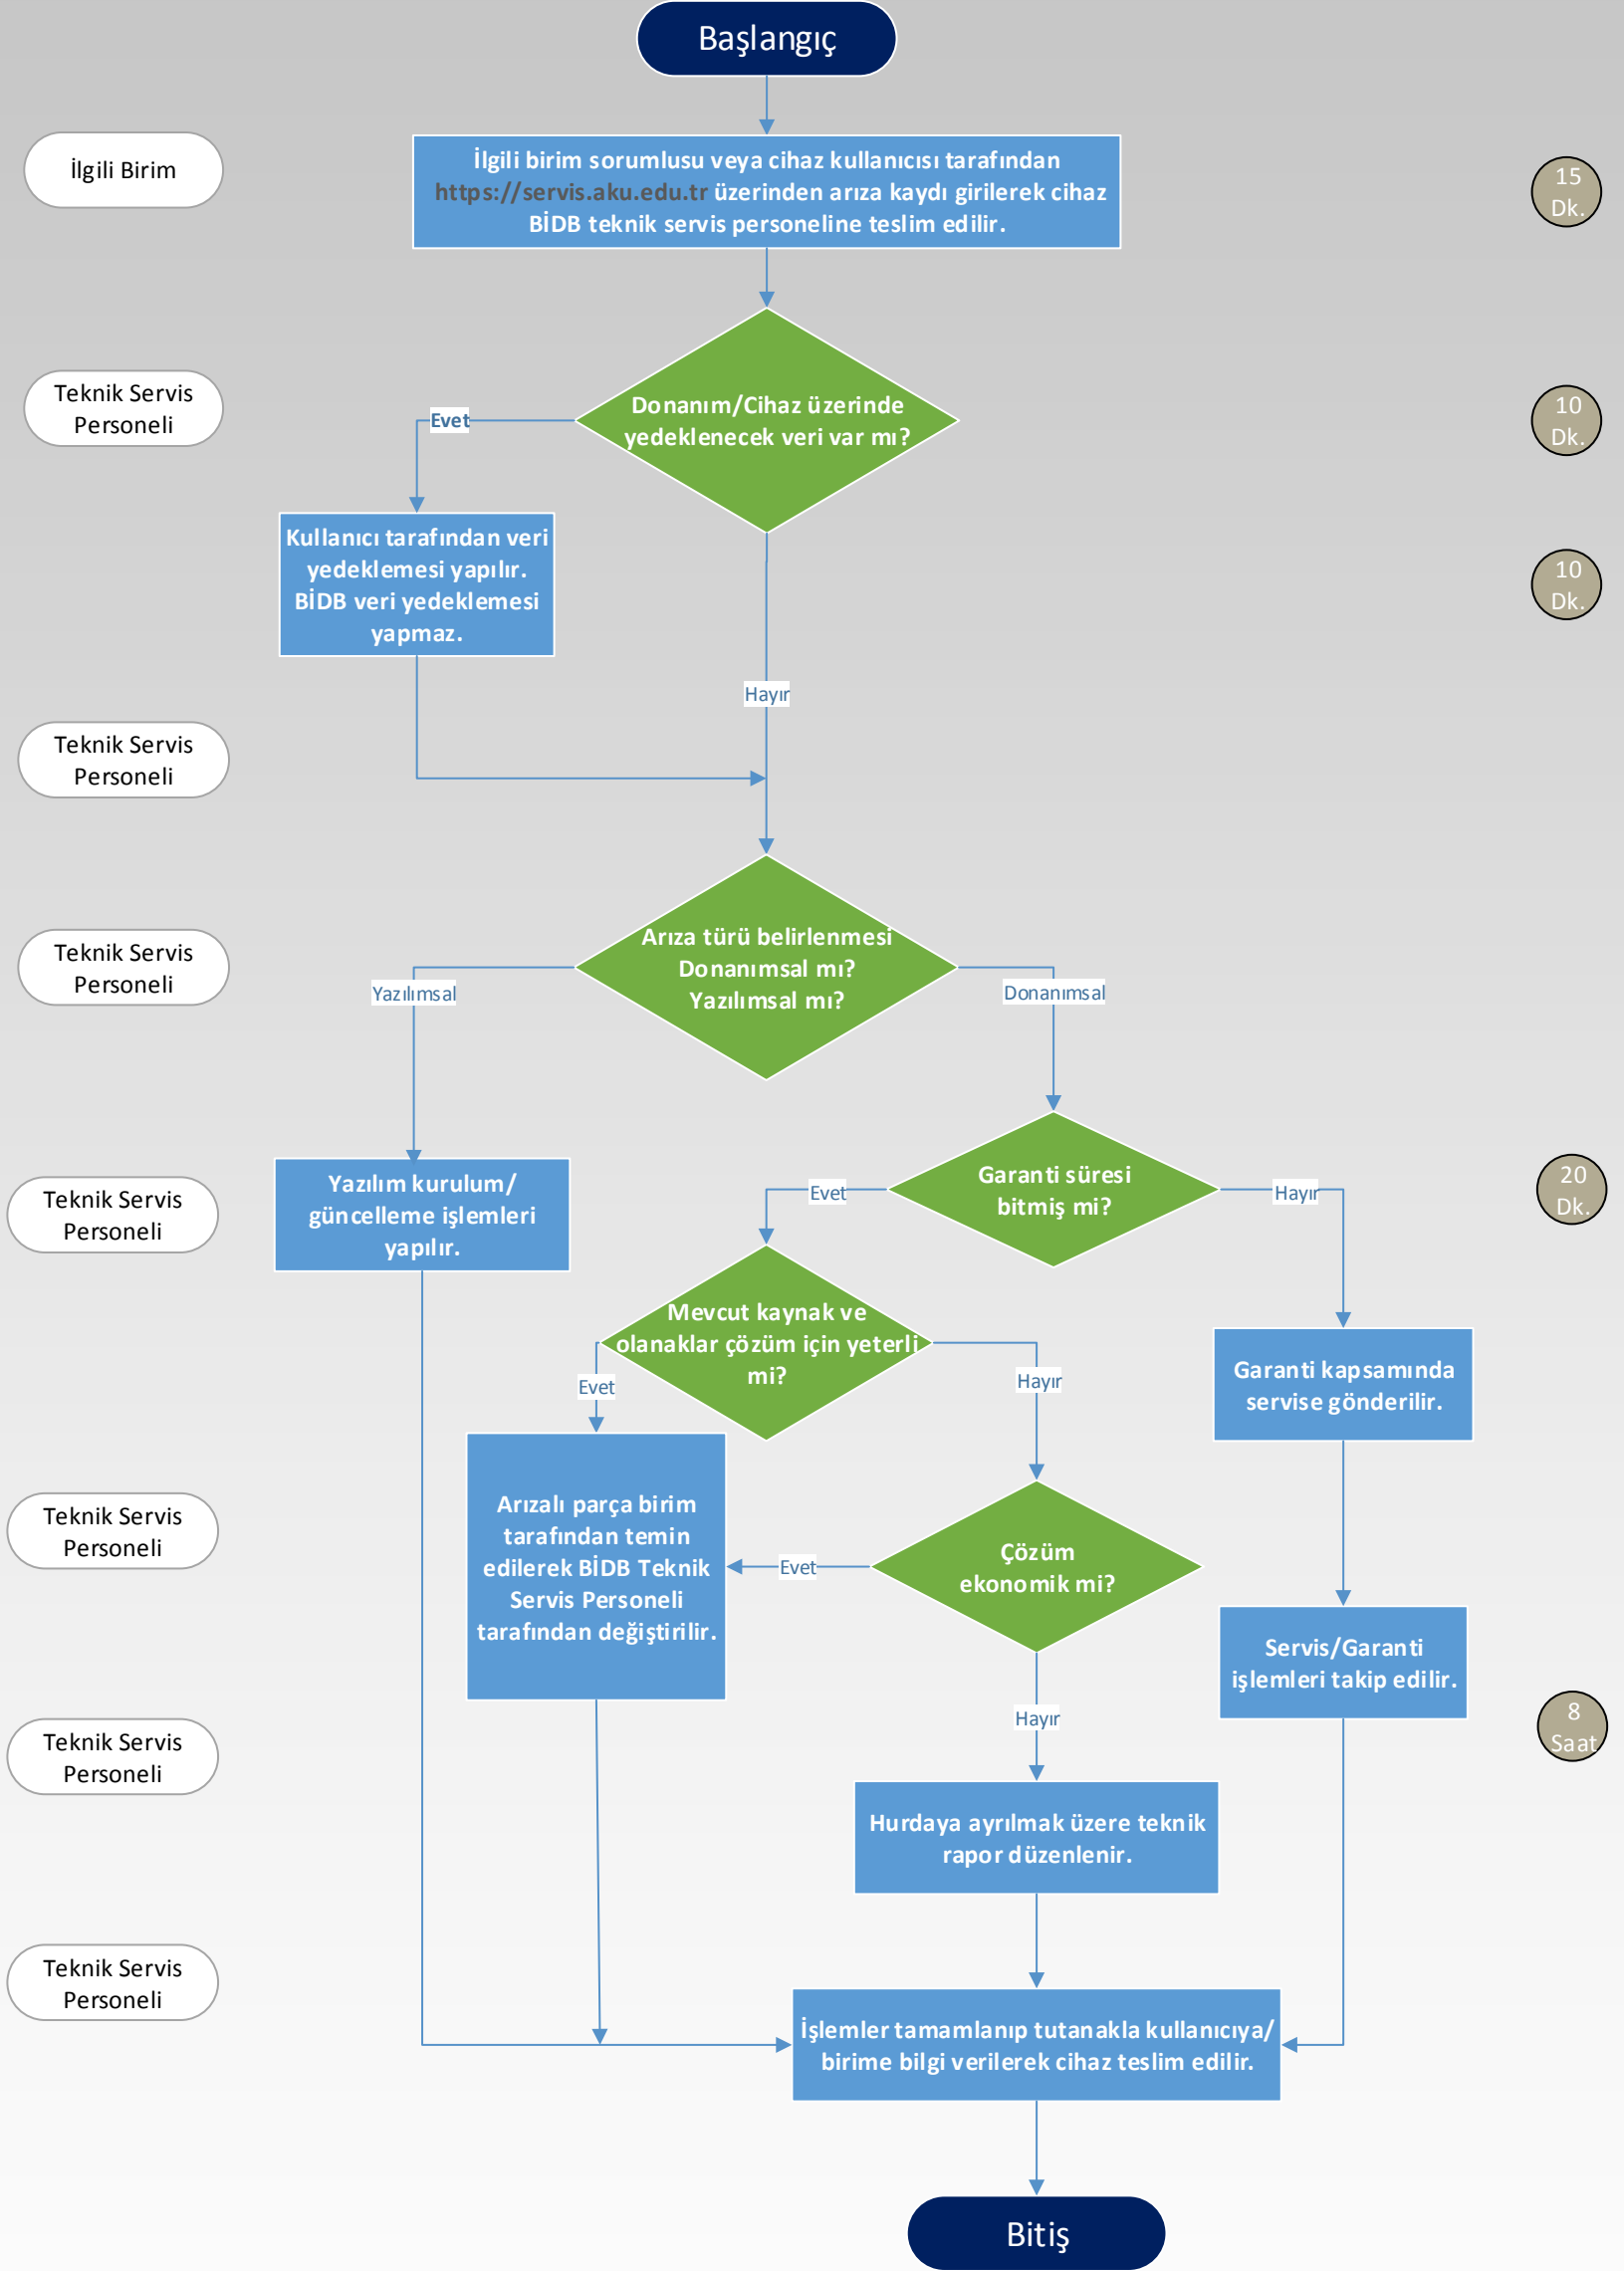 Başlangıç
İlgili Birim
İlgili birim sorumlusu veya cihaz kullanıcısı tarafından
https://servis.aku.edu.tr üzerinden arıza kaydı girilerek cihaz
BİDB teknik servis personeline teslim edilir.
15
Dk.
Teknik Servis
Personeli
Evet
Donanım/Cihaz üzerinde
yedeklenecek veri var mı?
10
Dk.
Kullanıcı tarafından veri
yedeklemesi yapılır.
BİDB veri yedeklemesi
yapmaz.
10
Dk.
Hayır
Teknik Servis
Personeli
Teknik Servis
Personeli
Yazılımsal
Arıza türü belirlenmesi
Donanımsal mı?
Yazılımsal mı?
Donanımsal
Teknik Servis
Personeli
Yazılım kurulum/
güncelleme işlemleri
yapılır.
Evet
Garanti süresi
bitmiş mi?
Hayır
20
Dk.
Mevcut kaynak ve
olanaklar çözüm için yeterli
mi?
Evet
Hayır
Garanti kapsamında
servise gönderilir.
Teknik Servis
Personeli
Arızalı parça birim
tarafından temin
edilerek BİDB Teknik
Servis Personeli
tarafından değiştirilir.
Evet
Çözüm
ekonomik mi?
Servis/Garanti
işlemleri takip edilir.
Hayır
8
Saat
Teknik Servis
Personeli
Hurdaya ayrılmak üzere teknik
rapor düzenlenir.
Teknik Servis
Personeli
İşlemler tamamlanıp tutanakla kullanıcıya/
birime bilgi verilerek cihaz teslim edilir.
Bitiş